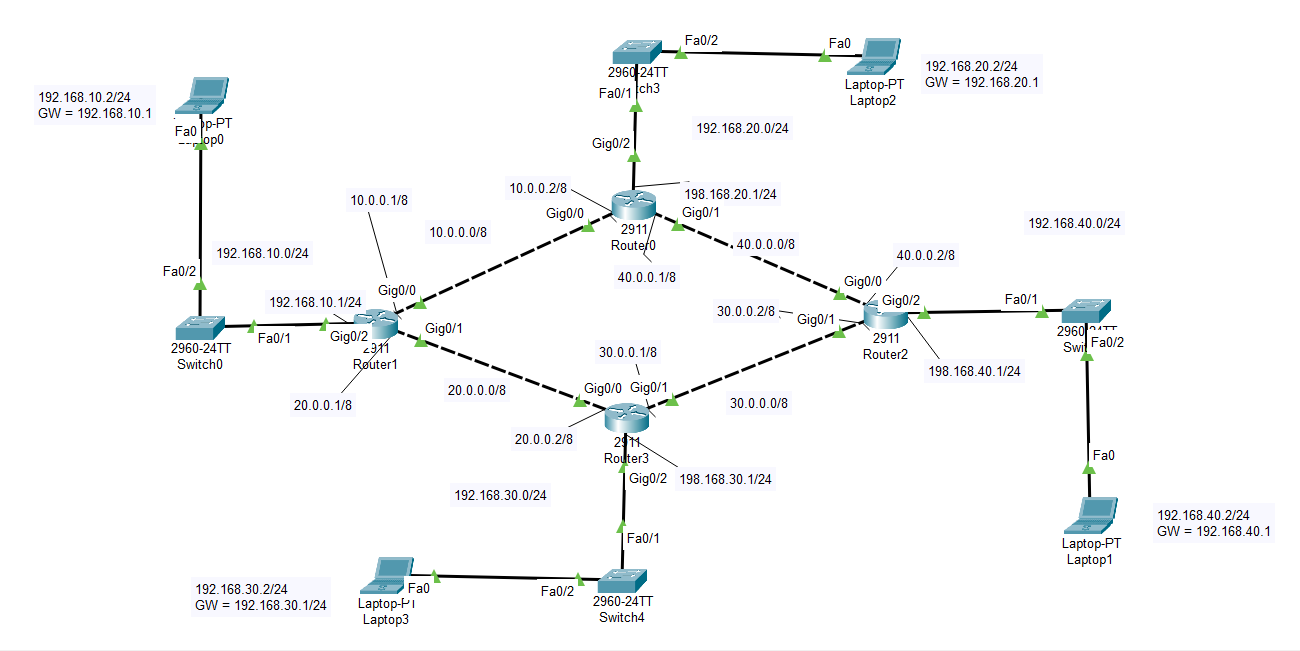 Fa0/2
Fa0
2960-24TT
192.168.20.2/24
GW = 192.168.20.1
Laptop-PT
Laptop2
192.168.10.2/24
GW = 192.168.10.1
Fa0/1
192.168.20.0/24
Fa0
Gig0/2
10.0.0.2/8
198.168.20.1/24
10.0.0.1/8
Gig0/0
Gig0/1
192.168.40.0/24
10.0.0.0/8
2911
Router0
40.0.0.0/8
192.168.10.0/24
40.0.0.2/8
Fa0/2
40.0.0.1/8
Gig0/0
Gig0/0
192.168.10.1/24
Gig0/2
Fa0/1
30.0.0.2/8
Gig0/1
Gig0/1
Fa0/1
Gig0/2
2960-24TT
Switch0
2911
Router1
2911
Router2
Fa0/2
30.0.0.1/8
198.168.40.1/24
20.0.0.0/8
Gig0/0
Gig0/1
20.0.0.1/8
30.0.0.0/8
20.0.0.2/8
2911
Router3
Fa0
Gig0/2
198.168.30.1/24
192.168.30.0/24
192.168.40.2/24
GW = 192.168.40.1
Fa0/1
Laptop-PT
Laptop1
192.168.30.2/24
GW = 192.168.30.1/24
Fa0
Fa0/2
Laptop-PT
Laptop3
2960-24TT
Switch4